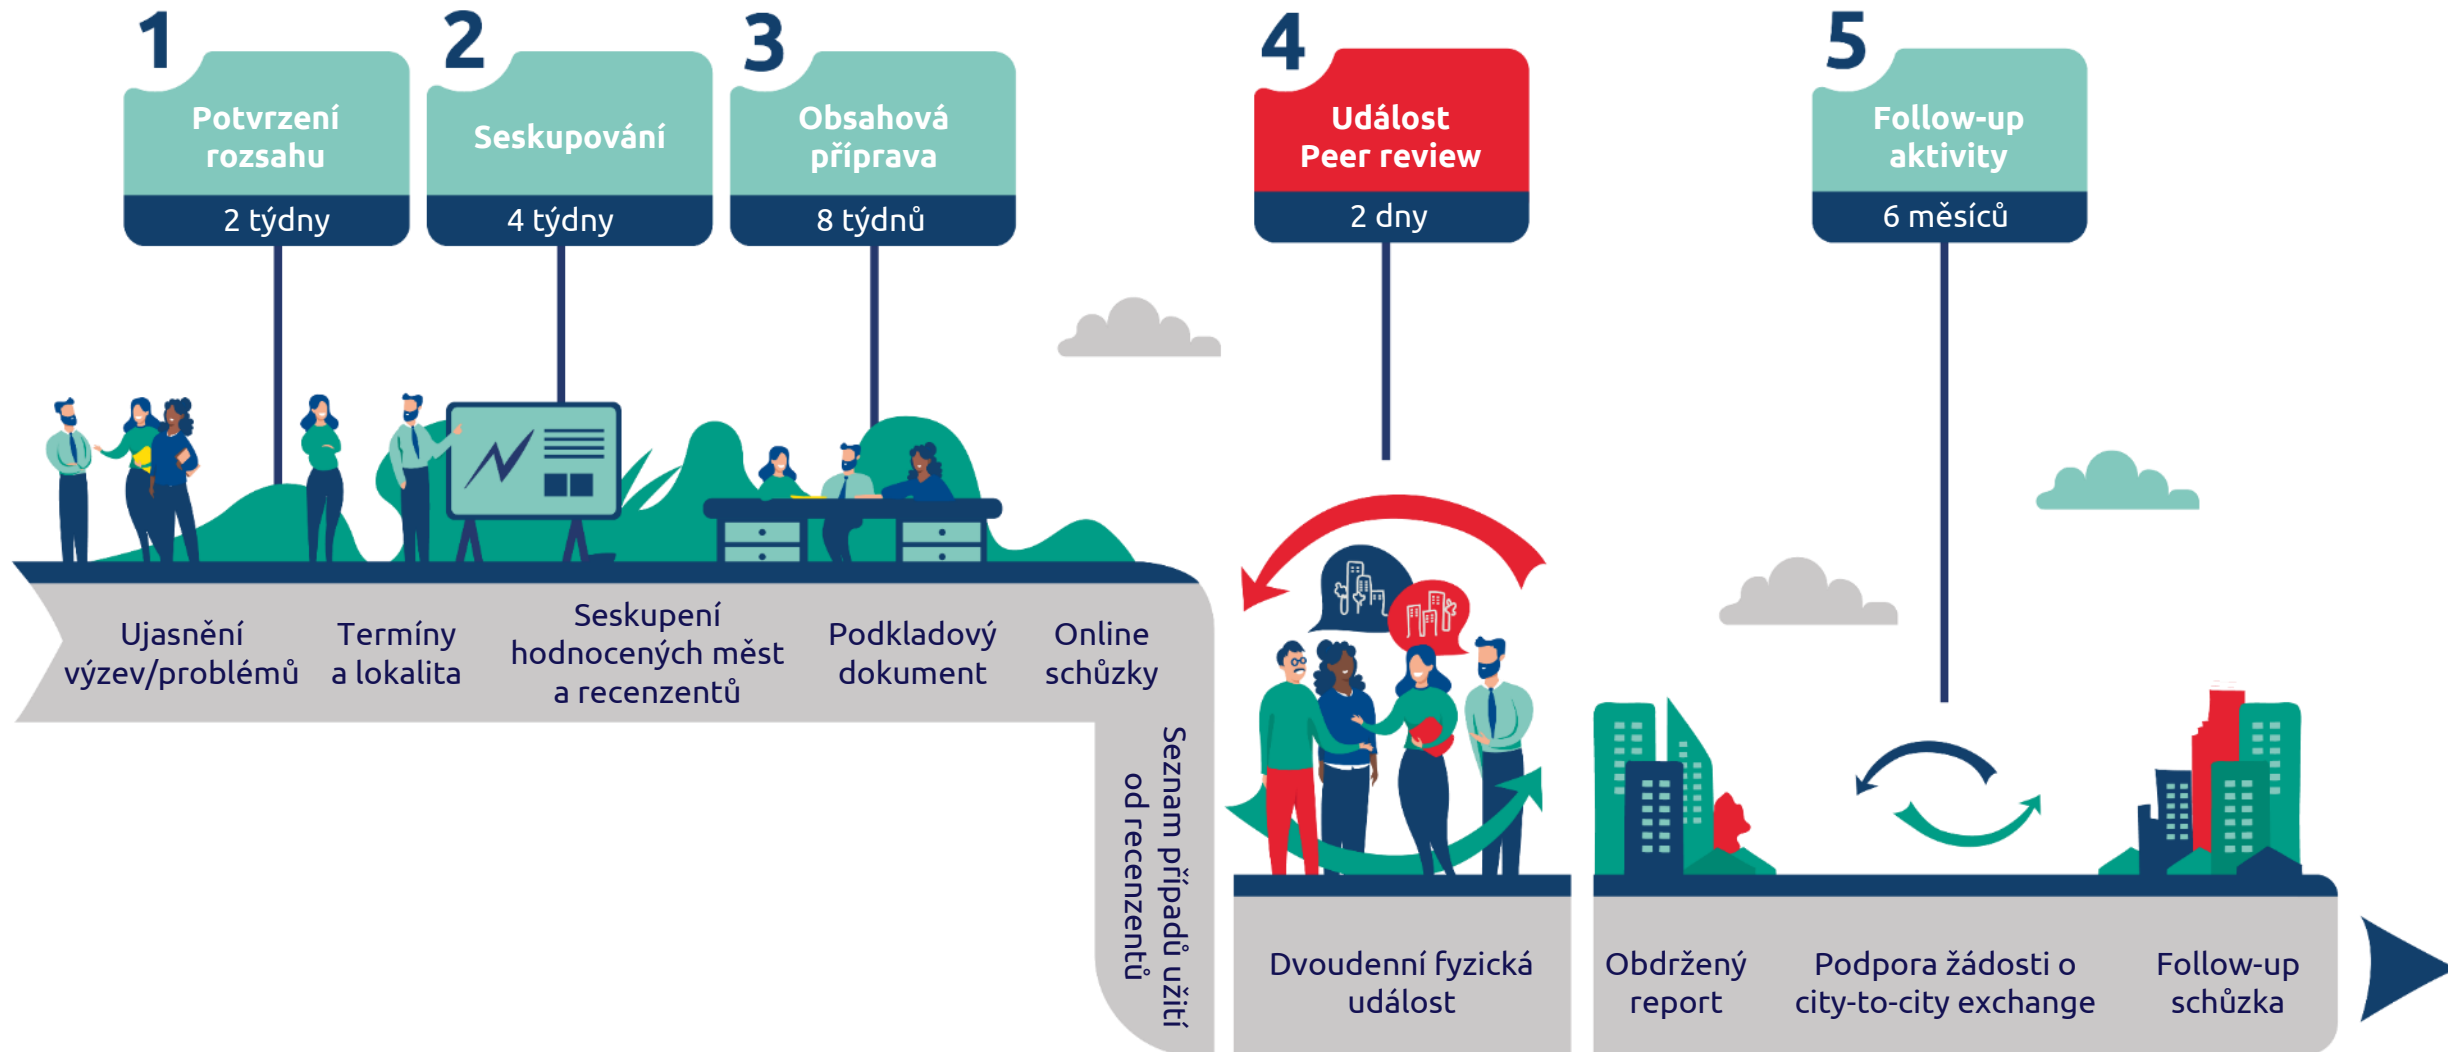 1
Potvrzení
rozsahu
2 týdny
2
Seskupování
4 týdny
3
Obsahová
příprava
8 týdnů
4
Událost
Peer review
2 dny
5
Follow-up
aktivity
6 měsíců
Ujasnění
výzev/problémů
Termíny
a lokalita
Seskupení
hodnocených měst
a recenzentů
Podkladový
dokument
Online
schůzky
Seznam případů užití
od recenzentů
Dvoudenní fyzická
událost
Obdržený
report
Podpora žádosti o
city-to-city exchange
Follow-up
schůzka